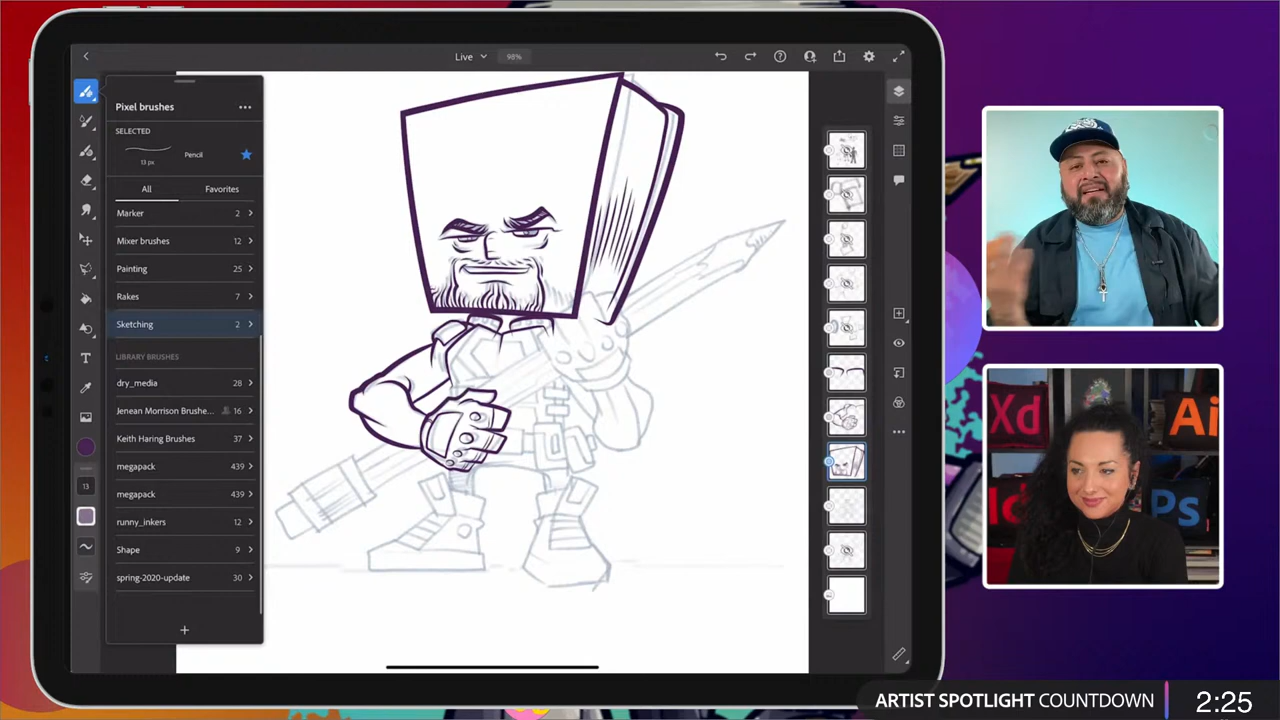 Live
98%
Pixel brushes
SELECTED
13 px
Pencil
All
Favorites
Marker 2
Mixer brushes 12
Painting 25
Rakes 7
Sketching 2
LIBRARY BRUSHES
dry_media 28
Jenean Morrison Brushe... 16
Keith Haring Brushes 37
megapack 439
megapack 439
runny_inkers 12
Shape 9
spring-2020-update 30
13
T
Xd
Ai
Id
Ps
ARTIST SPOTLIGHT COUNTDOWN
2:25